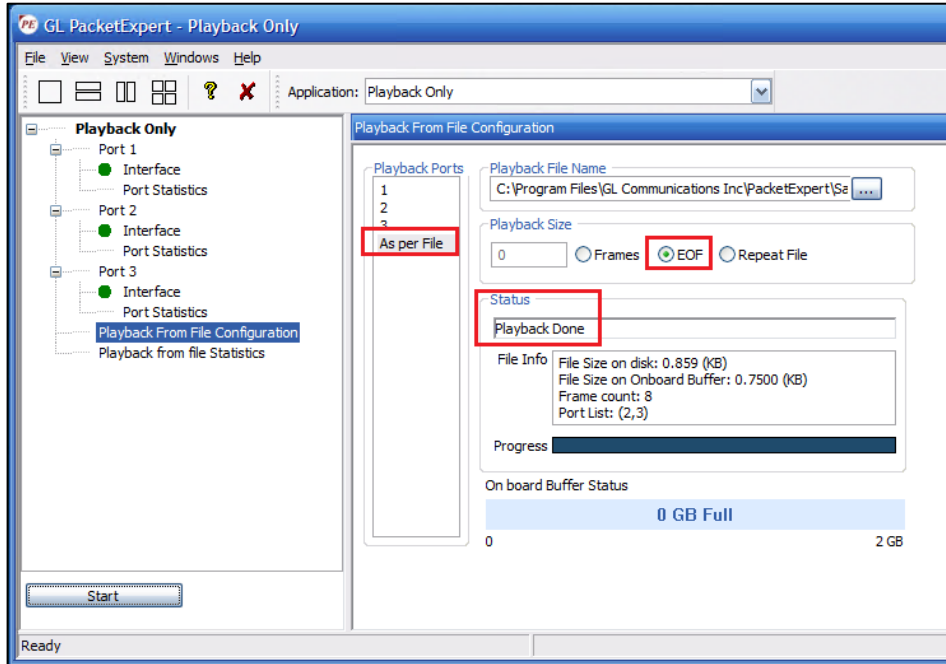 PE GL PacketExpert - Playback Only
File View System Windows Help
Application: Playback Only
Playback Only
Port 1
Interface
Port Statistics
Port 2
Interface
Port Statistics
Port 3
Interface
Port Statistics
Playback From File Configuration
Playback from file Statistics
Start
Playback From File Configuration
Playback Ports
1
2
3
As per File
Playback File Name
C:\Program Files\GL Communications Inc\PacketExpert\Sa ...
Playback Size
0 Frames EOF Repeat File
Status
Playback Done
File Info
File Size on disk: 0.859 (KB)
File Size on Onboard Buffer: 0.7500 (KB)
Frame count: 8
Port List: (2,3)
Progress
On board Buffer Status
0 GB Full
0 2 GB
Ready